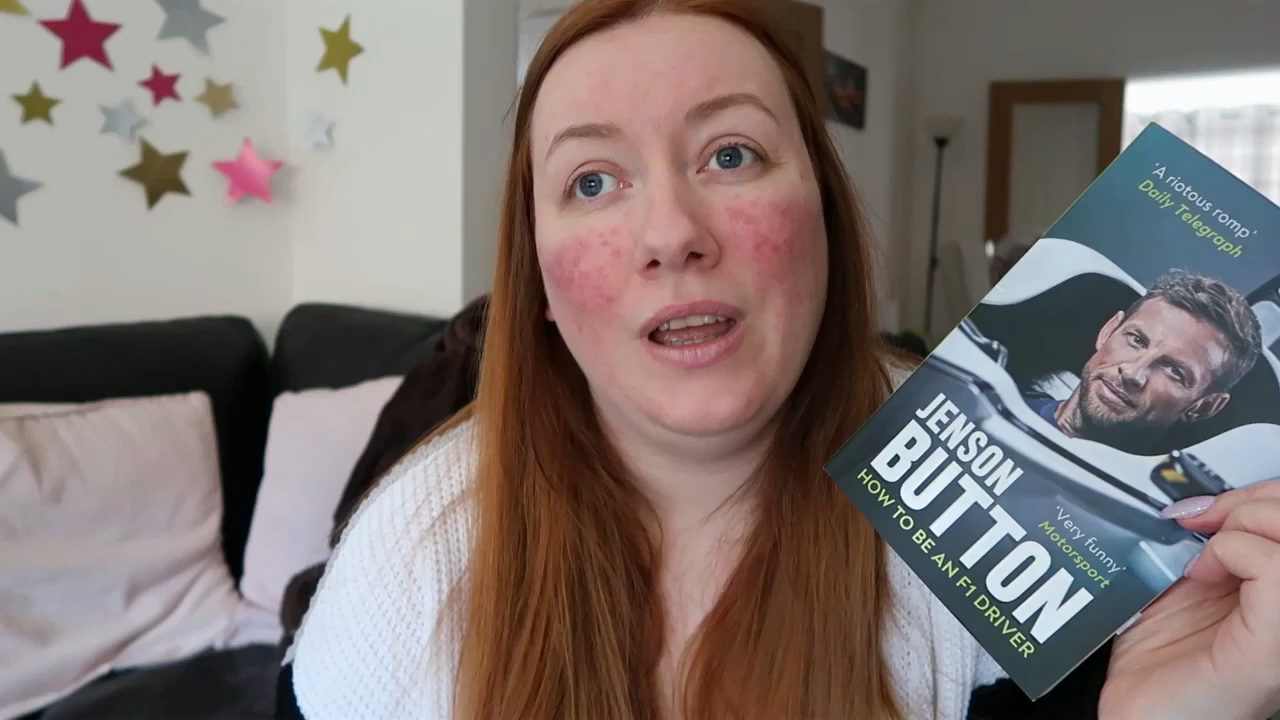 'A riotous romp'
Daily Telegraph
JENSON
BUTTON
HOW TO BE AN F1 DRIVER
'Very funny'
Motorsport